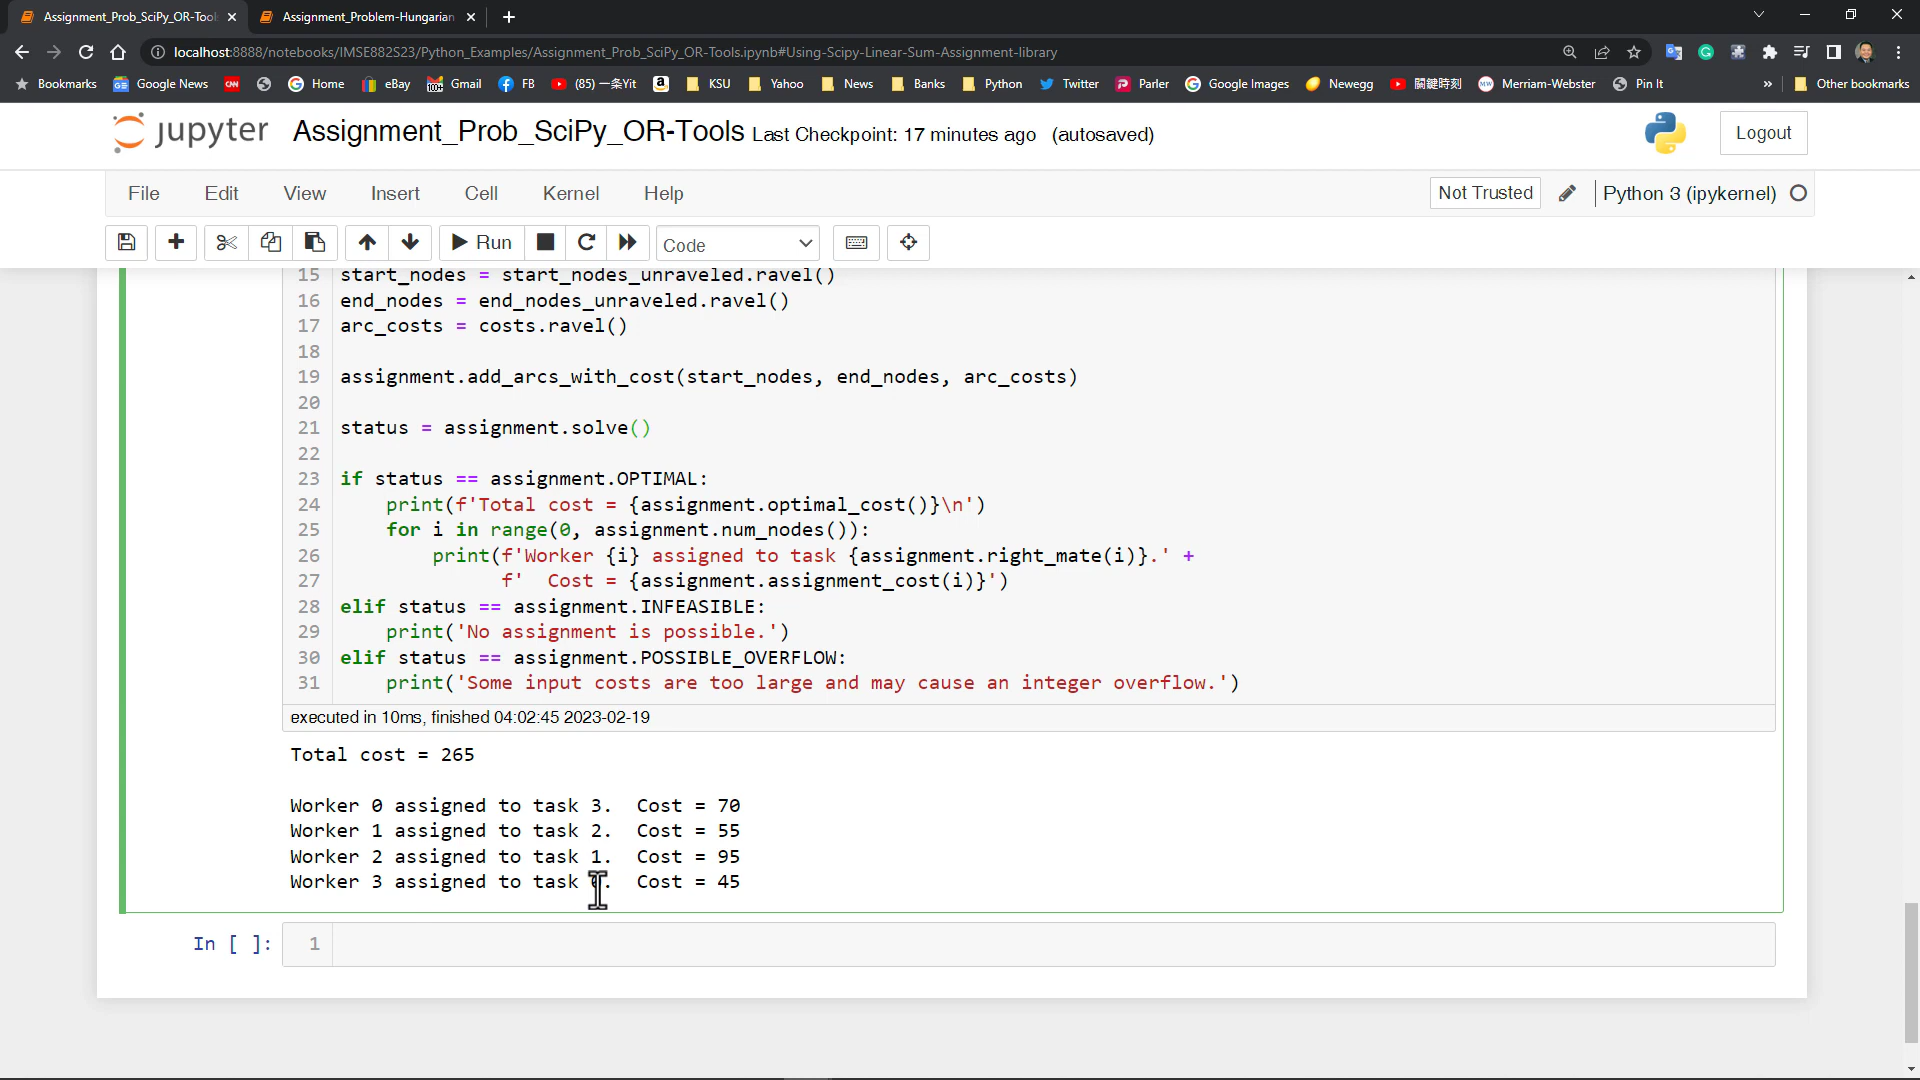 Assignment_Prob_SciPy_OR-Tool
Assignment_Problem-Hungarian
localhost:8888/notebooks/IMSE882S23/Python_Examples/Assignment_Prob_SciPy_OR-Tools.ipynb#Using-Scipy-Linear-Sum-Assignment-library
Bookmarks Google News CNN Home eBay 100+ Gmail FB (85) 一条Yit KSU Yahoo News Banks Python Twitter Parler Google Images Newegg 關鍵時刻 Merriam-Webster Pin It » Other bookmarks
jupyter Assignment_Prob_SciPy_OR-Tools Last Checkpoint: 17 minutes ago (autosaved) Logout
File Edit View Insert Cell Kernel Help Not Trusted Python 3 (ipykernel)
Run Code
15 start_nodes = start_nodes_unraveled.ravel()
16 end_nodes = end_nodes_unraveled.ravel()
17 arc_costs = costs.ravel()
18
19 assignment.add_arcs_with_cost(start_nodes, end_nodes, arc_costs)
20
21 status = assignment.solve()
22
23 if status == assignment.OPTIMAL:
24 print(f'Total cost = {assignment.optimal_cost()}\n')
25 for i in range(0, assignment.num_nodes()):
26 print(f'Worker {i} assigned to task {assignment.right_mate(i)}.' +
27 f' Cost = {assignment.assignment_cost(i)}')
28 elif status == assignment.INFEASIBLE:
29 print('No assignment is possible.')
30 elif status == assignment.POSSIBLE_OVERFLOW:
31 print('Some input costs are too large and may cause an integer overflow.')
executed in 10ms, finished 04:02:45 2023-02-19
Total cost = 265
Worker 0 assigned to task 3. Cost = 70
Worker 1 assigned to task 2. Cost = 55
Worker 2 assigned to task 1. Cost = 95
Worker 3 assigned to task . Cost = 45
In [ ]: 1